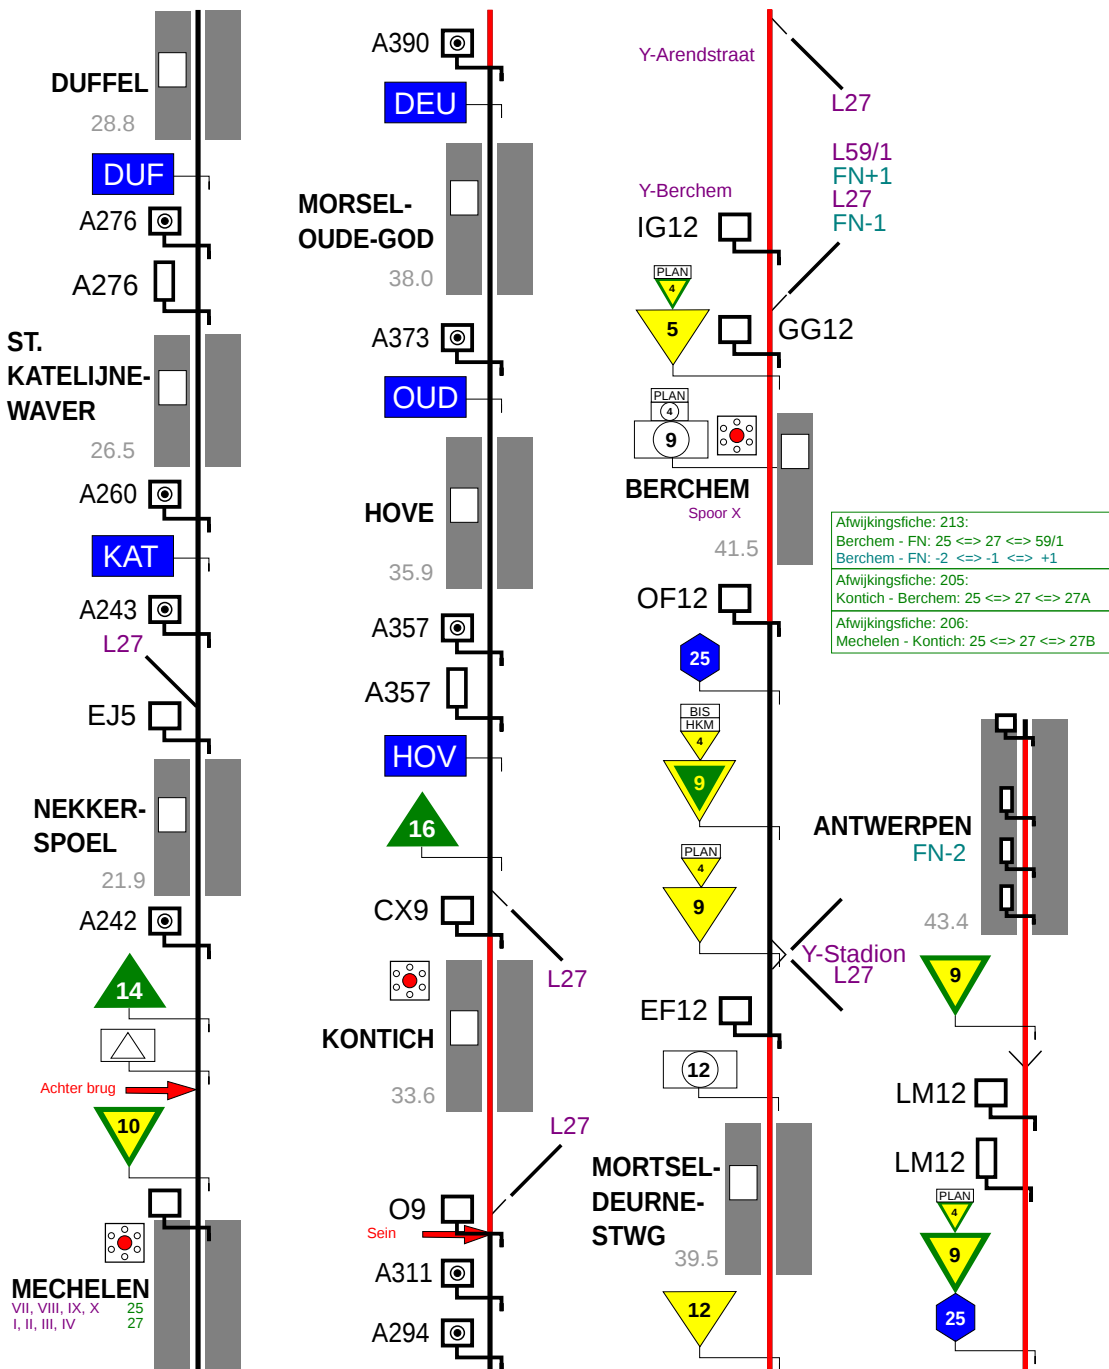 DUFFEL
28.8
DUF
A276
A276
ST.
KATELIJNE-
WAVER
26.5
A260
KAT
A243
L27
EJ5
NEKKER-
SPOEL
21.9
A242
14
Achter brug
10
MECHELEN
VII, VIII, IX, X 25
I, II, III, IV 27
A390
DEU
MORSEL-
OUDE-GOD
38.0
A373
OUD
HOVE
35.9
A357
A357
HOV
16
CX9
L27
KONTICH
33.6
L27
O9
Sein
A311
A294
Y-Arendstraat
L27
L59/1
FN+1
L27
FN-1
Y-Berchem
IG12
PLAN
4
5
GG12
PLAN
4
9
BERCHEM
Spoor X
41.5
OF12
25
BIS
HKM
4
9
PLAN
4
9
Y-Stadion
L27
EF12
12
MORTSEL-
DEURNE-
STWG
39.5
12
Afwijkingsfiche: 213:
Berchem - FN: 25 <=> 27 <=> 59/1
Berchem - FN: -2 <=> -1 <=> +1
Afwijkingsfiche: 205:
Kontich - Berchem: 25 <=> 27 <=> 27A
Afwijkingsfiche: 206:
Mechelen - Kontich: 25 <=> 27 <=> 27B
ANTWERPEN
FN-2
43.4
9
LM12
LM12
PLAN
4
9
25